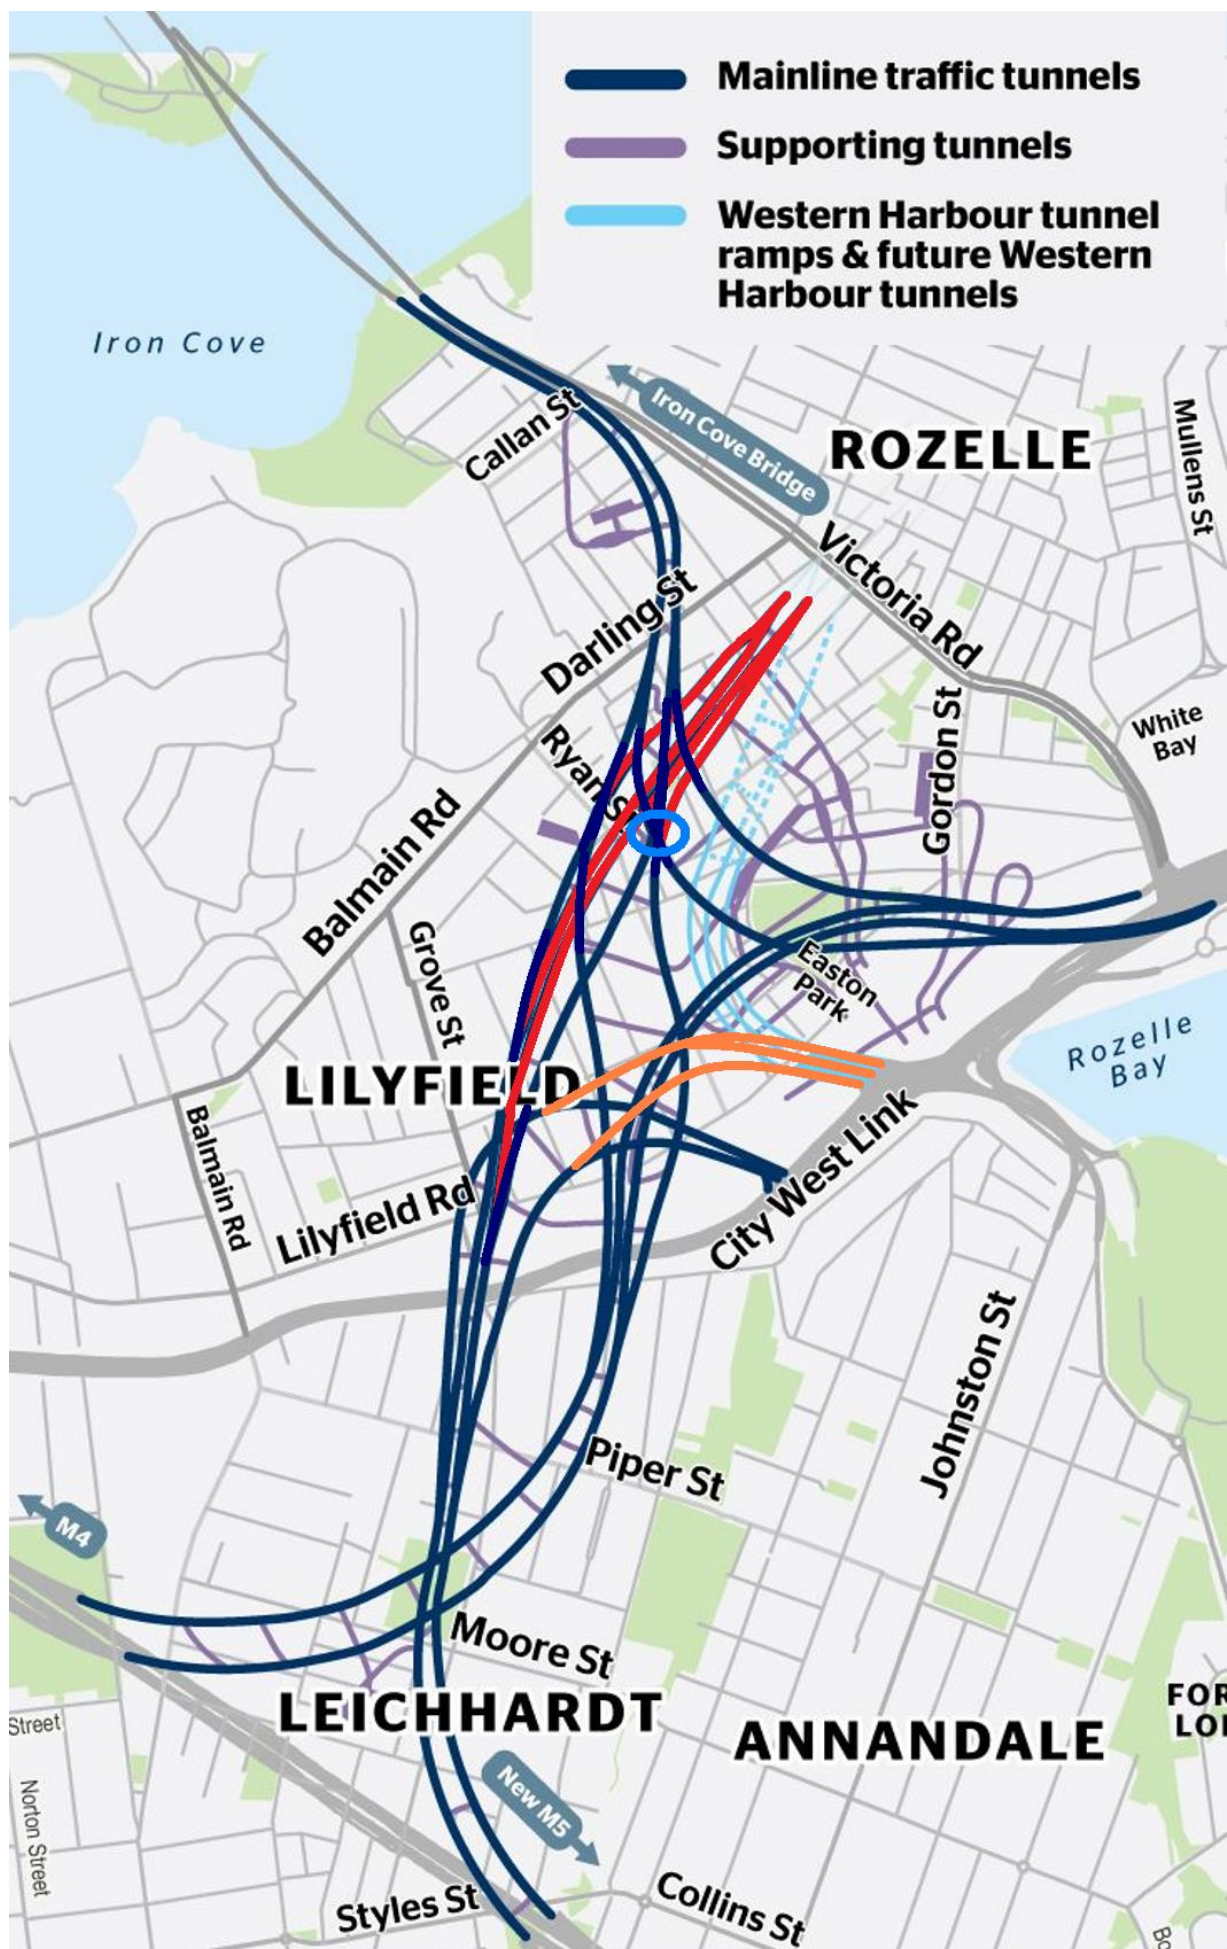 Mainline traffic tunnels
Supporting tunnels
Western Harbour tunnel
ramps & future Western
Harbour tunnels
Iron Cove
Callan St
Iron Cove Bridge
ROZELLE
Mullens St
Victoria Rd
Darling St
Ryan St
Gordon St
White
Bay
Balmain Rd
Grove St
Easton
Park
Rozelle
Bay
LILYFIELD
Balmain Rd
Lilyfield Rd
City West Link
Johnston St
Piper St
M4
Moore St
LEICHHARDT
ANNANDALE
FOR
LO
Street
Norton Street
New M5
Styles St
Collins St